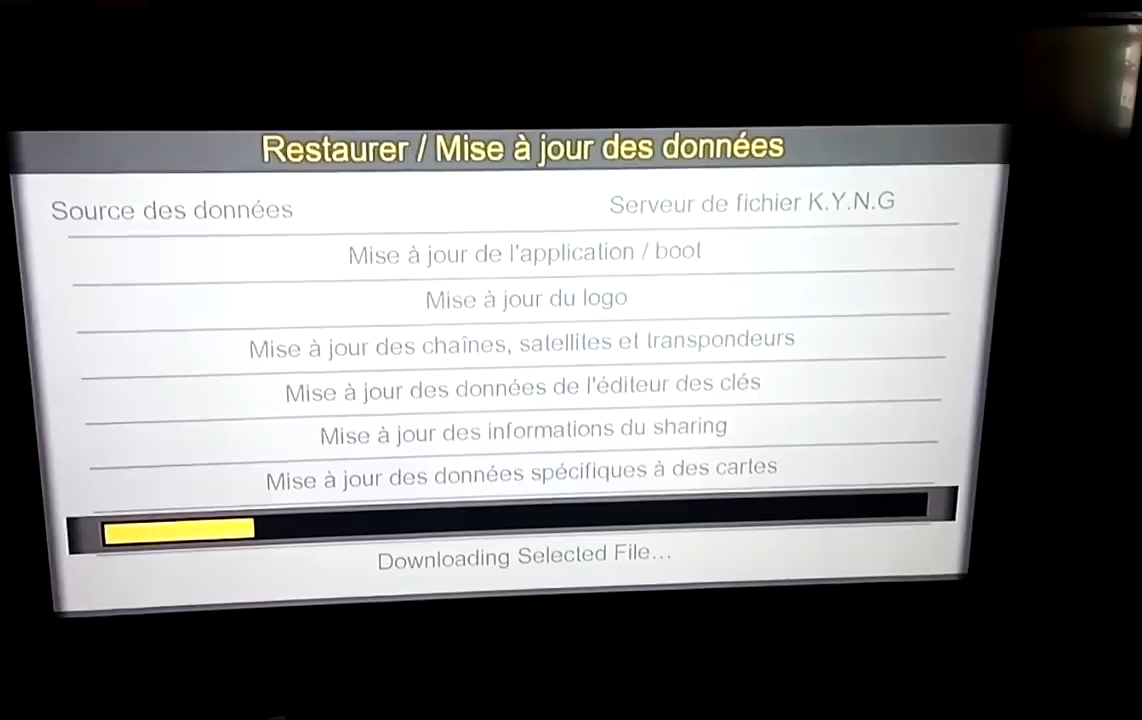 Restaurer / Mise à jour des données
Source des données Serveur de fichier K.Y.N.G
Mise à jour de l'application / bool
Mise à jour du logo
Mise à jour des chaînes, satellites et transpondeurs
Mise à jour des données de l'éditeur des clés
Mise à jour des informations du sharing
Mise à jour des données spécifiques à des cartes
Downloading Selected File...